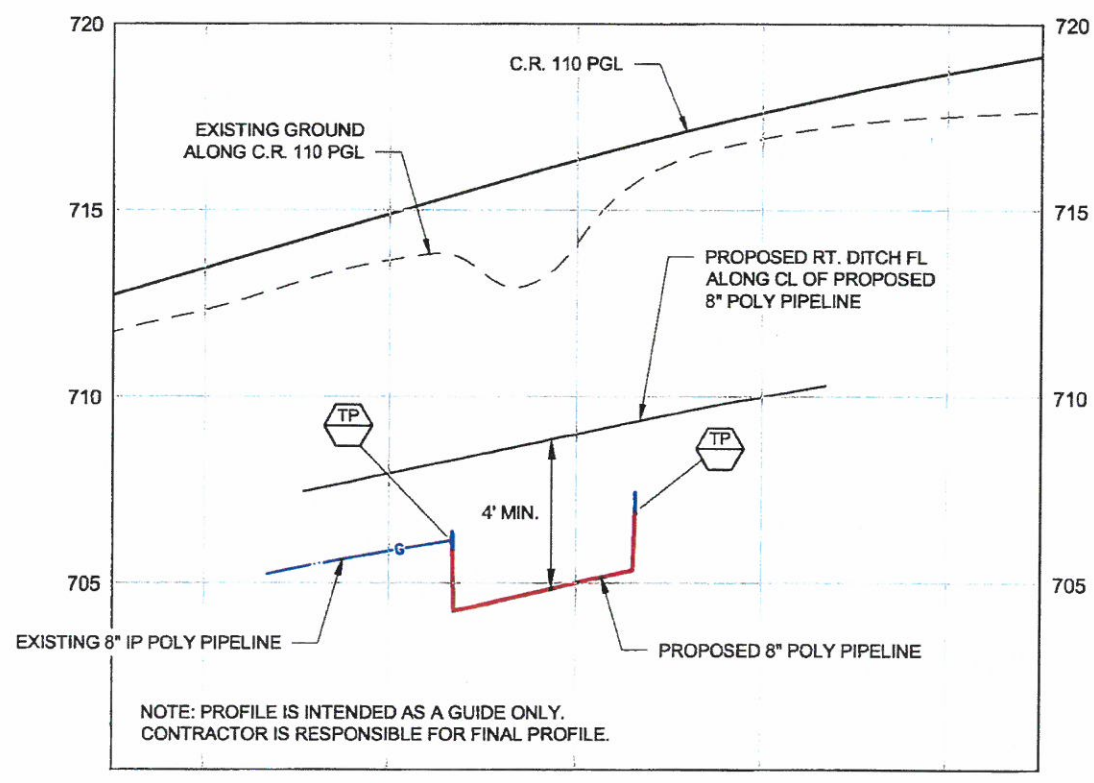 720
720
C.R. 110 PGL
EXISTING GROUND
ALONG C.R. 110 PGL
715
715
PROPOSED RT. DITCH FL
ALONG CL OF PROPOSED
8" POLY PIPELINE
710
710
TP
TP
4' MIN.
G
705
705
EXISTING 8" IP POLY PIPELINE
PROPOSED 8" POLY PIPELINE
NOTE: PROFILE IS INTENDED AS A GUIDE ONLY.
CONTRACTOR IS RESPONSIBLE FOR FINAL PROFILE.